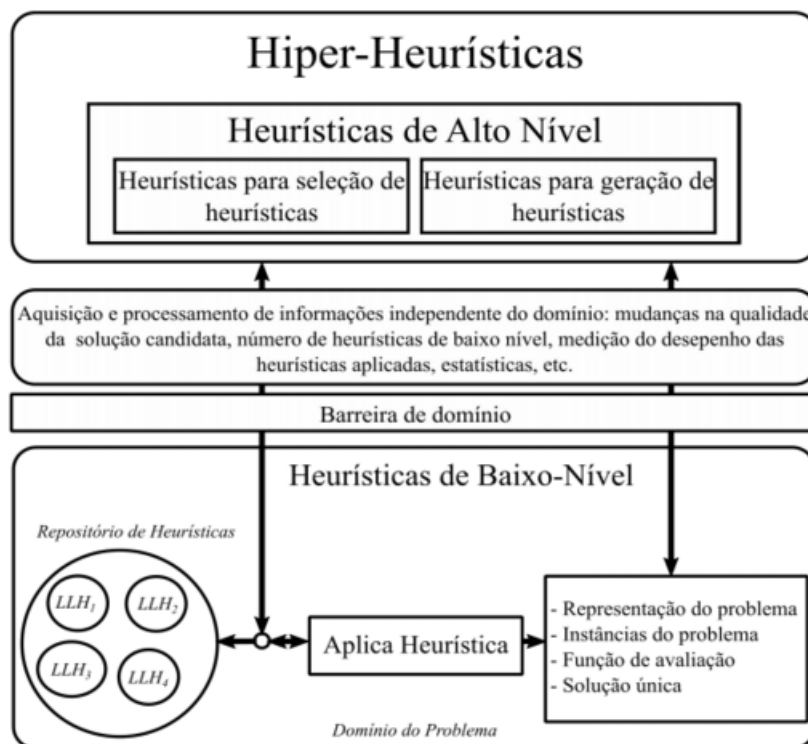 Hiper-Heurísticas
Heurísticas de Alto Nível
Heurísticas para seleção de
heurísticas
Heurísticas para geração de
heurísticas
Aquisição e processamento de informações independente do domínio: mudanças na qualidade
da solução candidata, número de heurísticas de baixo nível, medição do desepenho das
heurísticas aplicadas, estatísticas, etc.
Barreira de domínio
Heurísticas de Baixo-Nível
Repositório de Heurísticas
LLH1
LLH2
LLH3
LLH4
Aplica Heurística
- Representação do problema
- Instâncias do problema
- Função de avaliação
- Solução única
Domínio do Problema